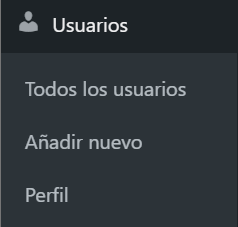 Usuarios
Todos los usuarios
Añadir nuevo
Perfil